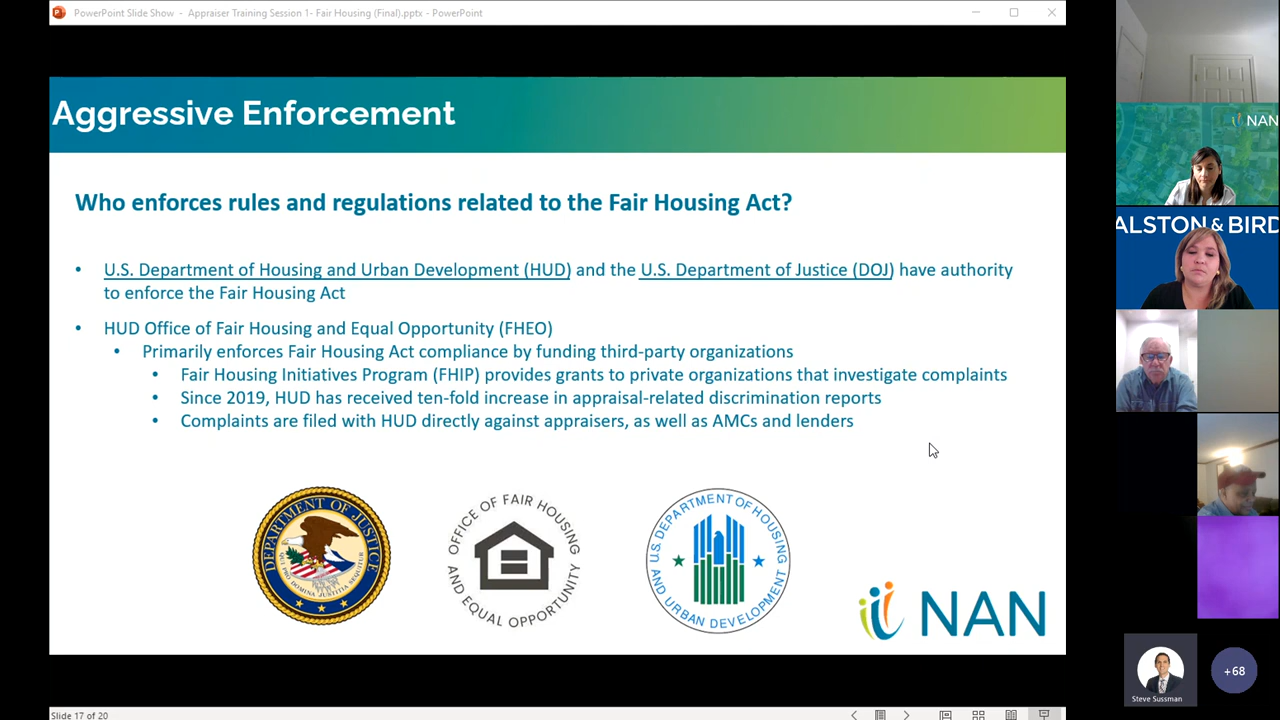 PowerPoint Slide Show - Appraiser Training Session 1- Fair Housing (Final).pptx - PowerPoint
Aggressive Enforcement
Who enforces rules and regulations related to the Fair Housing Act?
• U.S. Department of Housing and Urban Development (HUD) and the U.S. Department of Justice (DOJ) have authority
to enforce the Fair Housing Act
• HUD Office of Fair Housing and Equal Opportunity (FHEO)
• Primarily enforces Fair Housing Act compliance by funding third-party organizations
• Fair Housing Initiatives Program (FHIP) provides grants to private organizations that investigate complaints
• Since 2019, HUD has received ten-fold increase in appraisal-related discrimination reports
• Complaints are filed with HUD directly against appraisers, as well as AMCs and lenders
DEPARTMENT OF JUSTICE
QUI PRO DOMINA JUSTITIA SEQUITUR
OFFICE OF FAIR HOUSING
AND EQUAL OPPORTUNITY
U.S. DEPARTMENT OF HOUSING
AND URBAN DEVELOPMENT
NAN
Slide 17 of 20
NAN
ALSTON & BIRD
Steve Sussman
+68